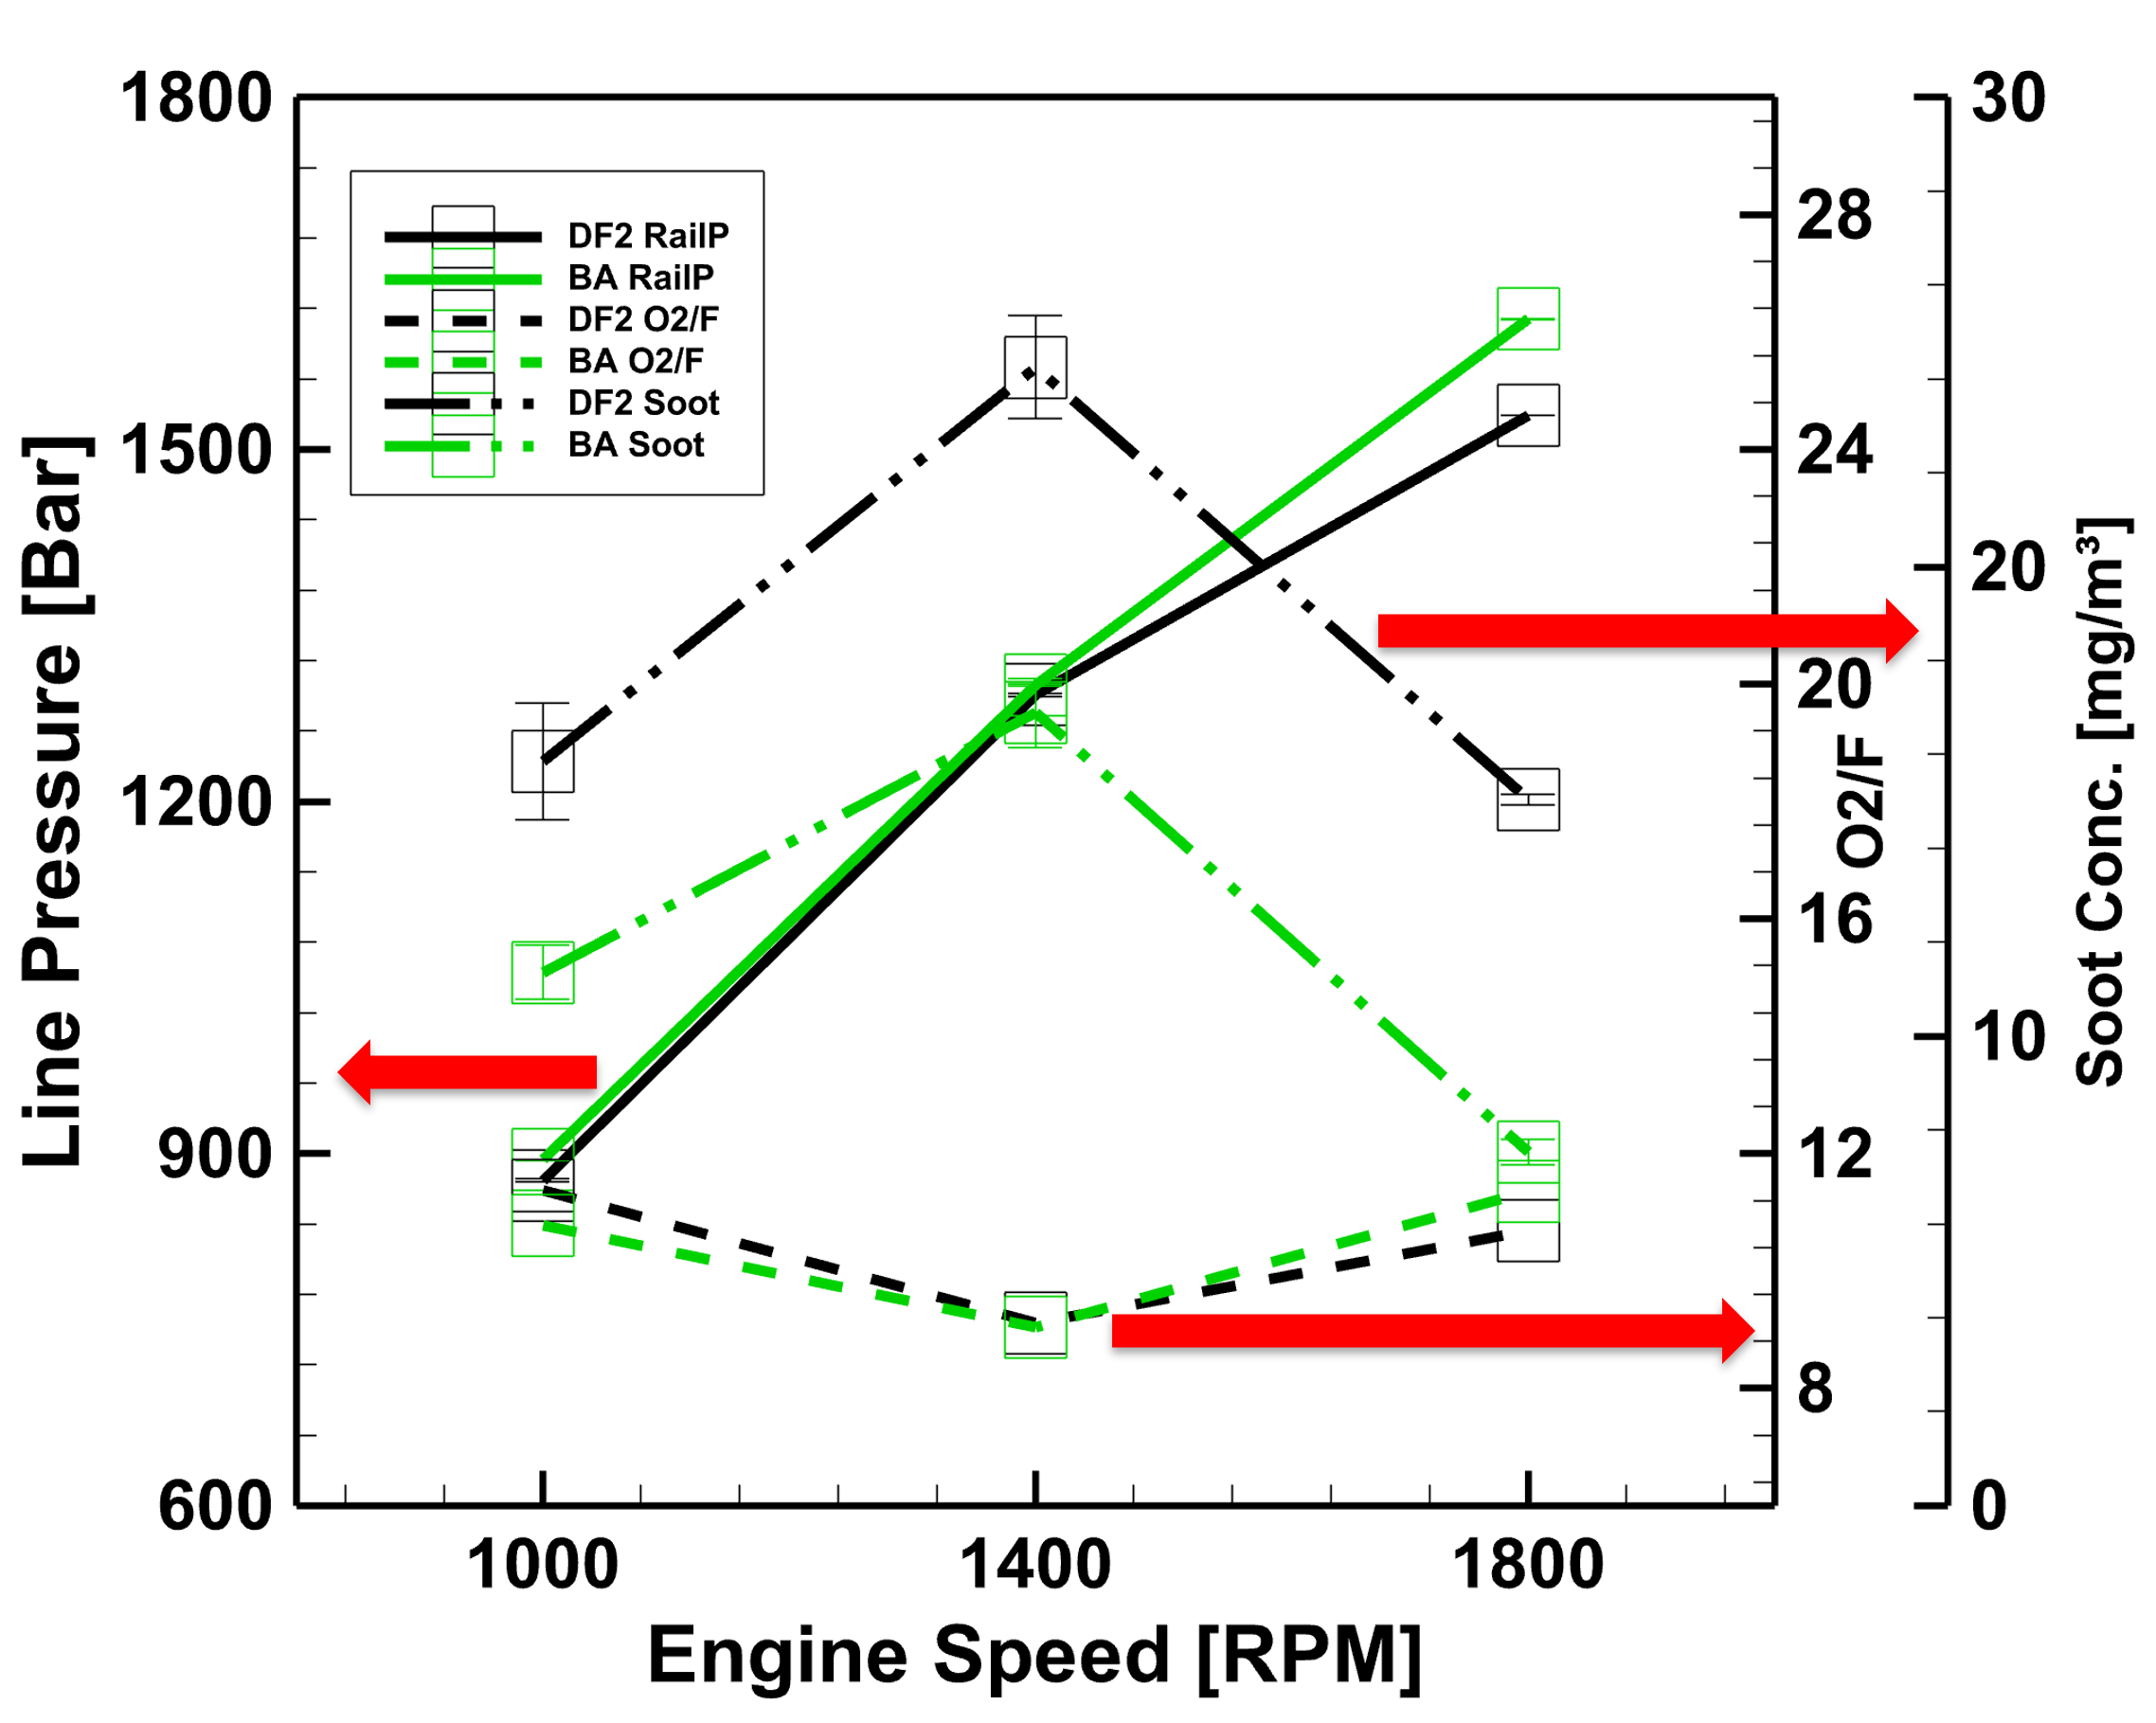 Line Pressure [Bar]
1800
1500
1200
900
600
DF2 RailP
BA RailP
DF2 O2/F
BA O2/F
DF2 Soot
BA Soot
1000
1400
1800
Engine Speed [RPM]
28
24
20
16
12
8
O2/F
30
20
10
0
Soot Conc. [mg/m³]